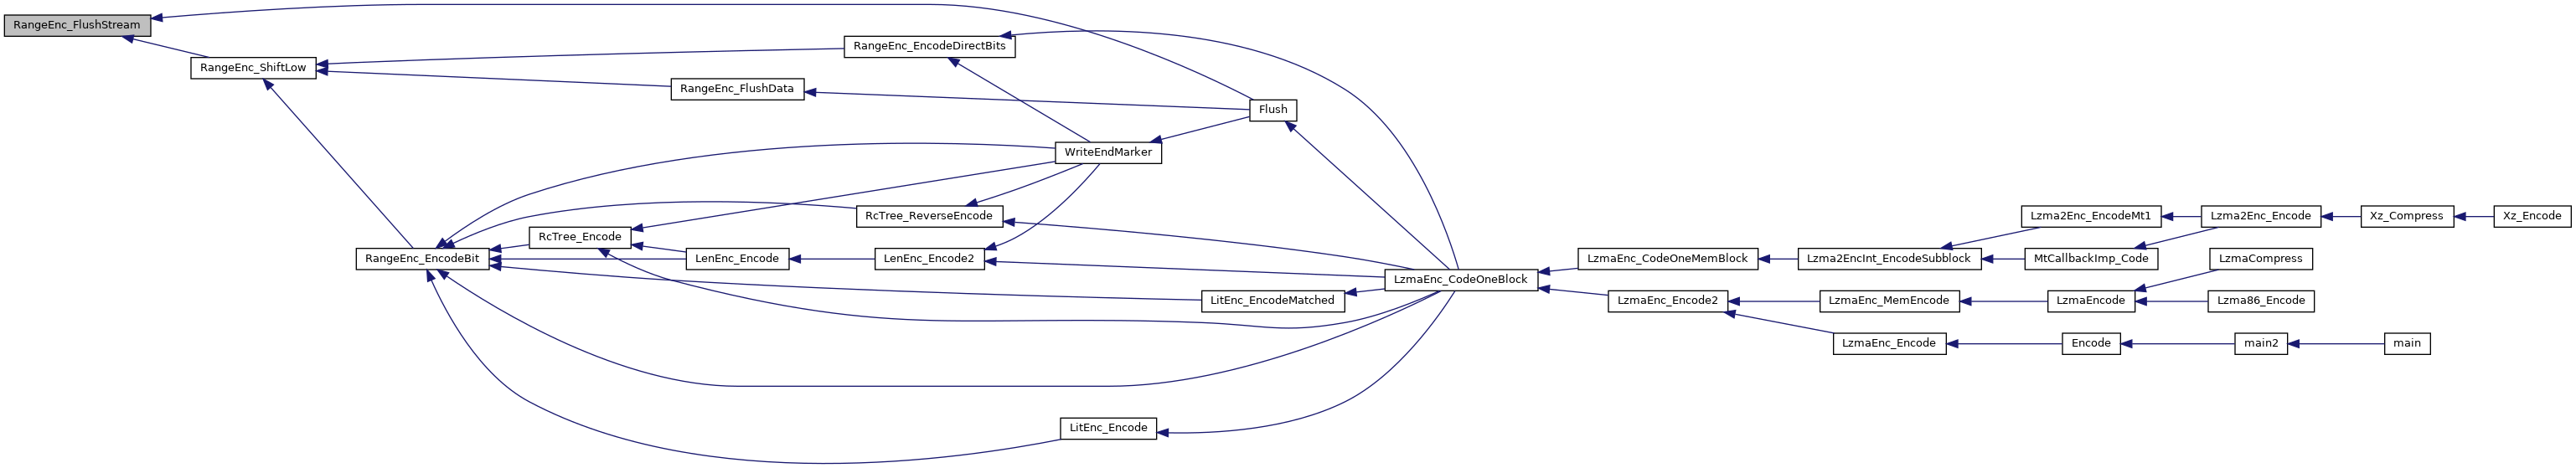 RangeEnc_FlushStream
RangeEnc_ShiftLow
RangeEnc_EncodeDirectBits
RangeEnc_FlushData
Flush
WriteEndMarker
RcTree_ReverseEncode
RcTree_Encode
RangeEnc_EncodeBit
LenEnc_Encode
LenEnc_Encode2
LitEnc_EncodeMatched
LitEnc_Encode
LzmaEnc_CodeOneBlock
LzmaEnc_CodeOneMemBlock
Lzma2EncInt_EncodeSubblock
Lzma2Enc_EncodeMt1
Lzma2Enc_Encode
Xz_Compress
Xz_Encode
MtCallbackImp_Code
LzmaCompress
LzmaEnc_Encode2
LzmaEnc_MemEncode
LzmaEncode
Lzma86_Encode
LzmaEnc_Encode
Encode
main2
main